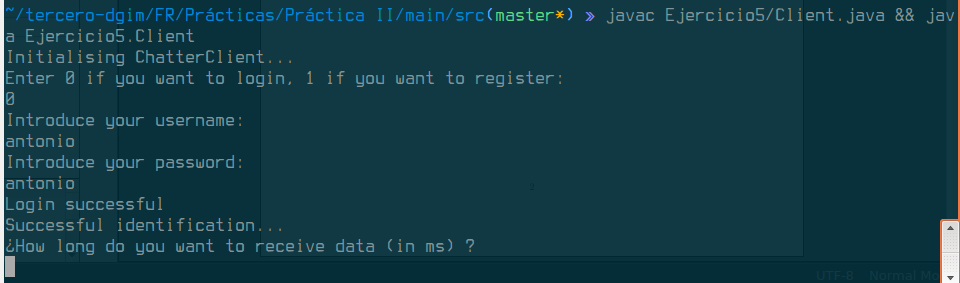 ~/tercero-dgim/FR/Prácticas/Práctica II/main/src(master*) » javac Ejercicio5/Client.java && jav
a Ejercicio5.Client
Initialising ChatterClient...
Enter 0 if you want to login, 1 if you want to register:
0
Introduce your username:
antonio
Introduce your password:
antonio
Login successful
Successful identification...
¿How long do you want to receive data (in ms) ?
UTF-8 Normal Mo